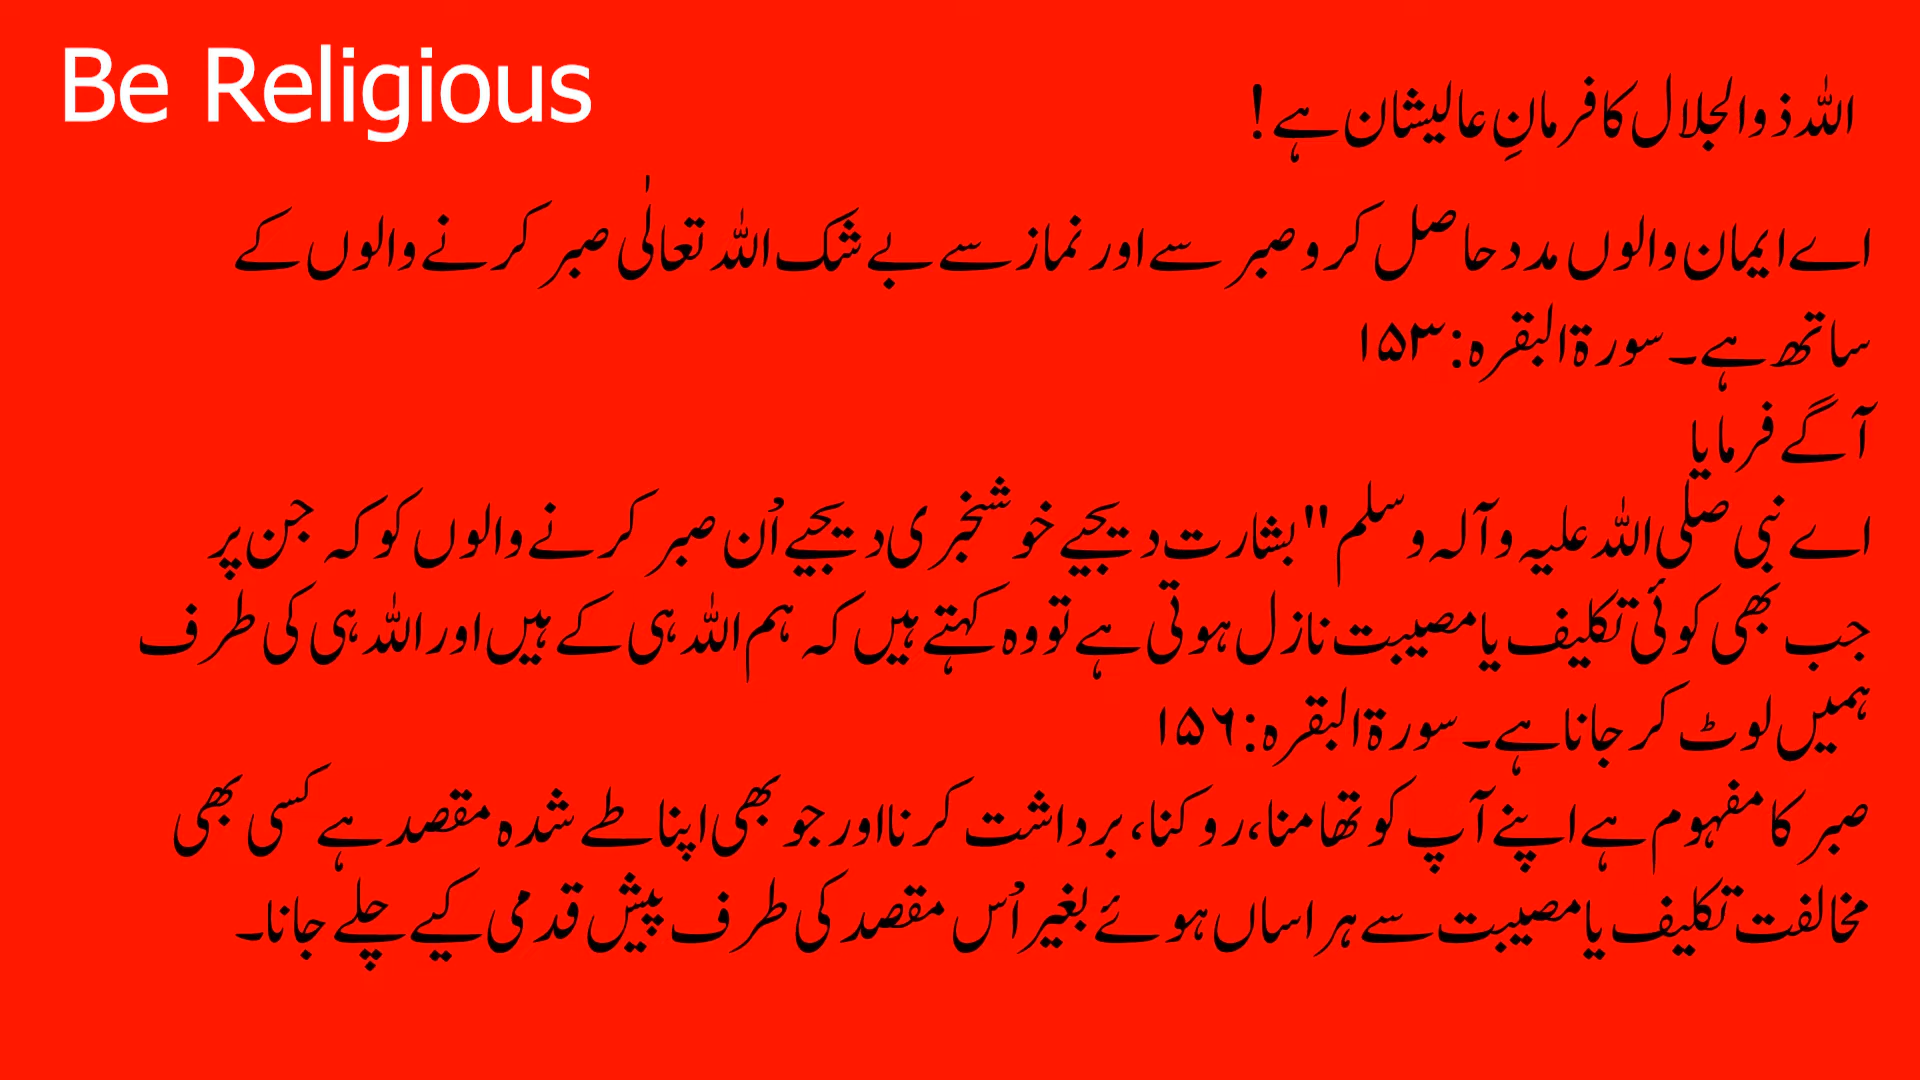 Be Religious
اللہ ذوالجلال کا فرمانِ عالیشان ہے!
اے ایمان والوں مدد حاصل کرو صبر سے اور نماز سے بے شک اللہ تعالٰی صبر کرنے والوں کے
ساتھ ہے۔ سورۃ البقرہ:۱۵۳
آگے فرمایا
اے نبی صلی اللہ علیہ وآلہ وسلم "بشارت دیجیے خوشخبری دیجیے اُن صبر کرنے والوں کو کہ جن پر
جب بھی کوئی تکلیف یا مصیبت نازل ہوتی ہے تو وہ کہتے ہیں کہ ہم اللہ ہی کے ہیں اور اللہ ہی کی طرف
ہمیں لوٹ کر جانا ہے۔ سورۃ البقرہ:۱۵۶
صبر کا مفہوم ہے اپنے آپ کو تھامنا، روکنا، برداشت کرنا اور جو بھی اپنا طے شدہ مقصد ہے کسی بھی
مخالفت تکلیف یا مصیبت سے ہراساں ہوئے بغیر اُس مقصد کی طرف پیش قدمی کیے چلے جانا۔